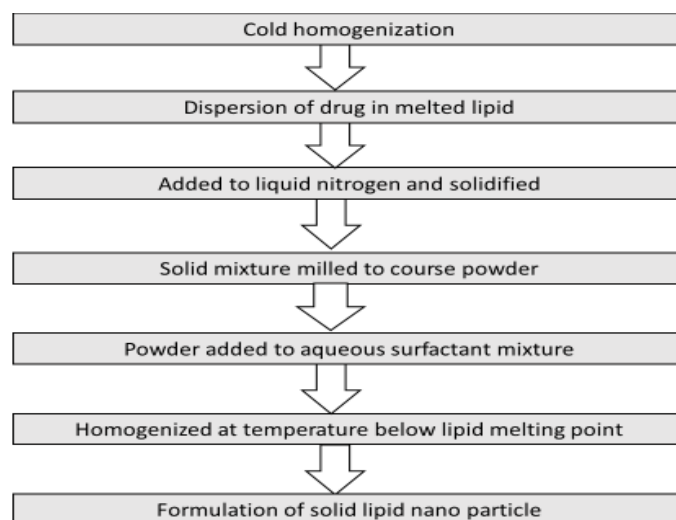 Cold homogenization
Dispersion of drug in melted lipid
Added to liquid nitrogen and solidified
Solid mixture milled to course powder
Powder added to aqueous surfactant mixture
Homogenized at temperature below lipid melting point
Formulation of solid lipid nano particle